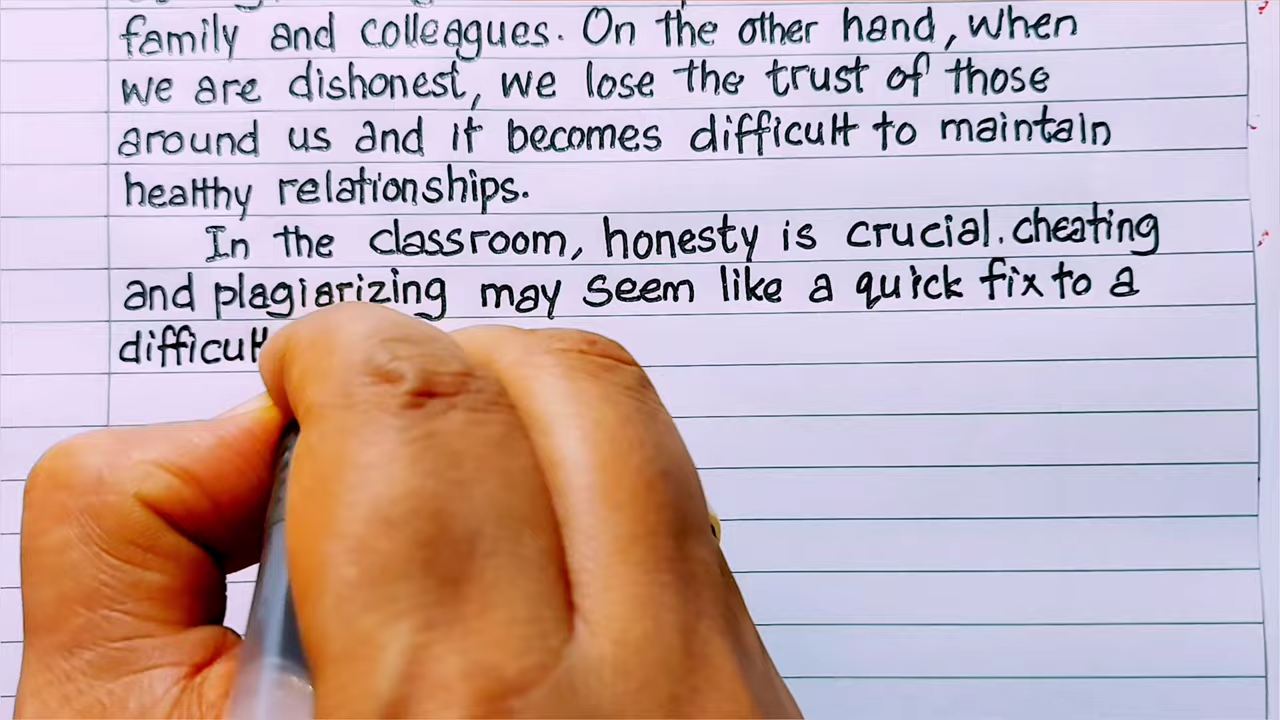 family and colleagues. On the other hand, when
we are dishonest, we lose the trust of those
around us and it becomes difficult to maintain
healthy relationships.
In the classroom, honesty is crucial. cheating
and plagiarizing may seem like a quick fix to a
difficult